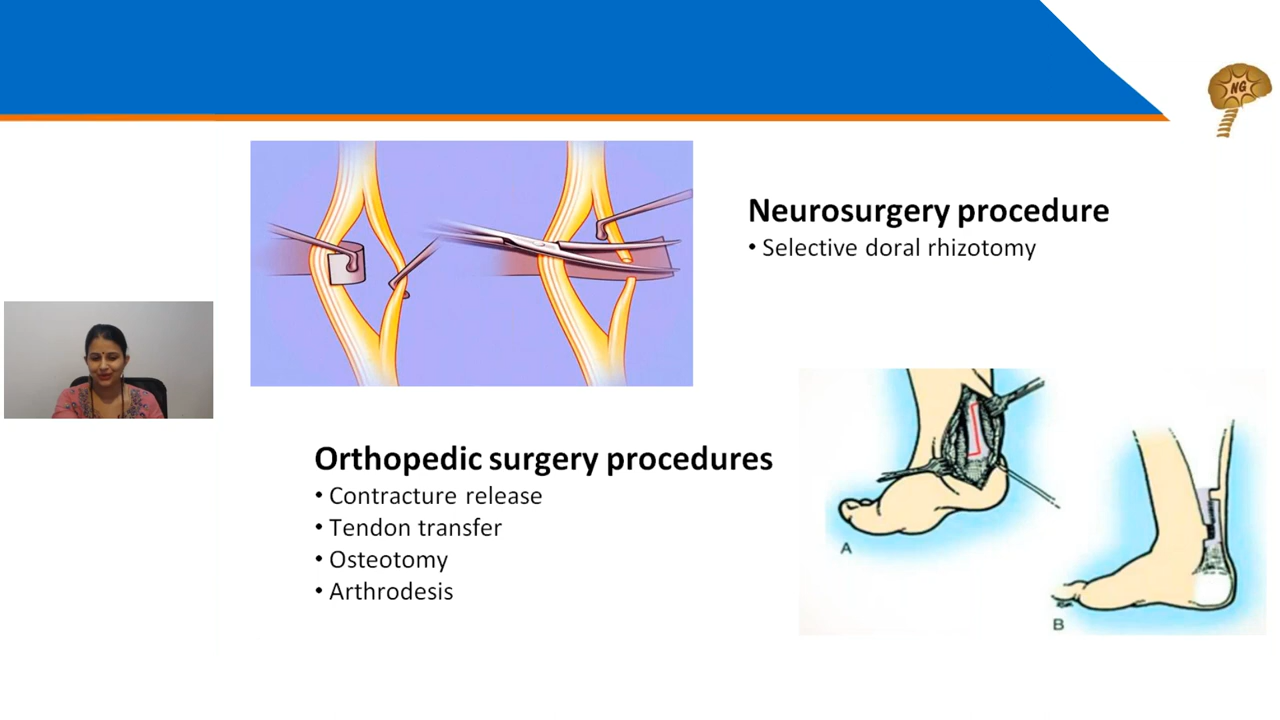 NG
Neurosurgery procedure
• Selective doral rhizotomy
Orthopedic surgery procedures
• Contracture release
• Tendon transfer
• Osteotomy
• Arthrodesis
A
B